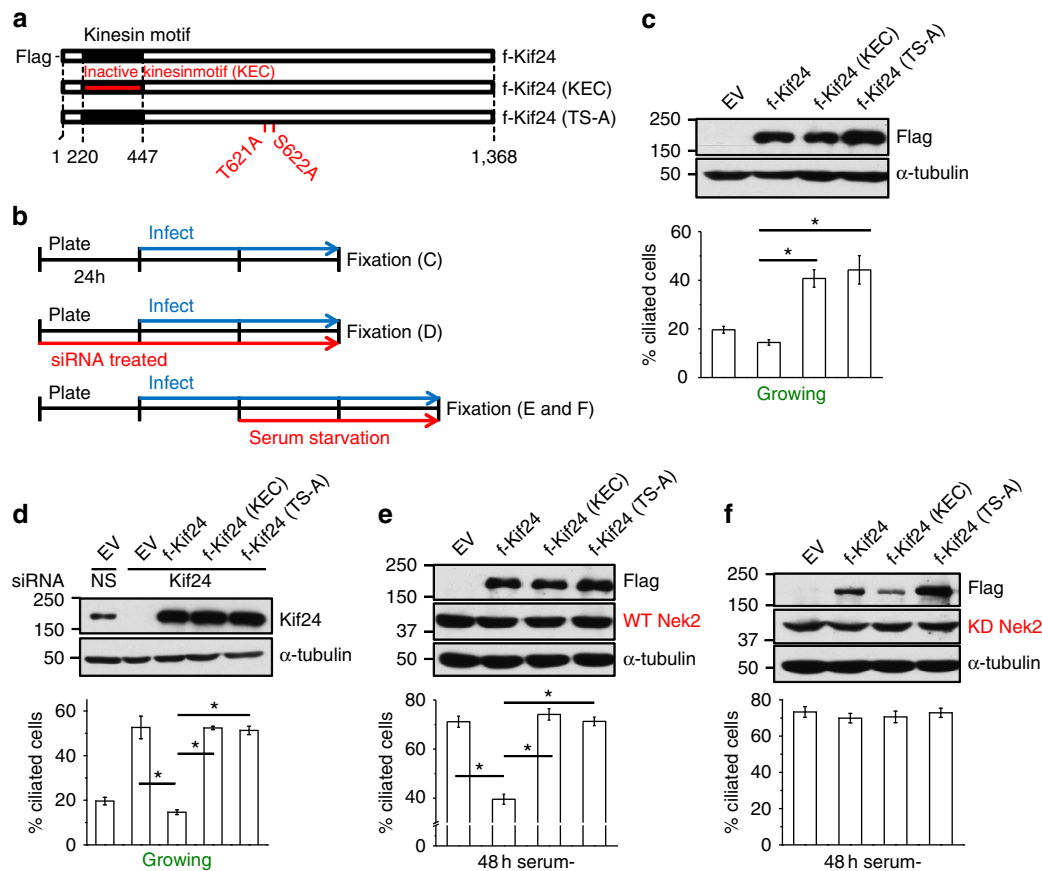 a
Kinesin motif
Flag
f-Kif24
Inactive kinesinmotif (KEC)
f-Kif24 (KEC)
f-Kif24 (TS-A)
1 220 447 1,368
T621A
S622A
b
Plate
Infect
24h
Fixation (C)
Plate
Infect
Fixation (D)
siRNA treated
Plate
Infect
Fixation (E and F)
Serum starvation
c
EV
f-Kif24
f-Kif24 (KEC)
f-Kif24 (TS-A)
250
150
Flag
50
α-tubulin
% ciliated cells
60
40
20
0
*
*
Growing
d
EV
EV
f-Kif24
f-Kif24 (KEC)
f-Kif24 (TS-A)
siRNA NS Kif24
250
150
Kif24
50
α-tubulin
% ciliated cells
60
40
20
0
*
*
*
Growing
e
EV
f-Kif24
f-Kif24 (KEC)
f-Kif24 (TS-A)
250
150
Flag
37
WT Nek2
50
α-tubulin
% ciliated cells
80
60
40
0
*
*
*
48 h serum-
f
EV
f-Kif24
f-Kif24 (KEC)
f-Kif24 (TS-A)
250
150
Flag
37
KD Nek2
50
α-tubulin
% ciliated cells
80
60
40
20
0
48 h serum-